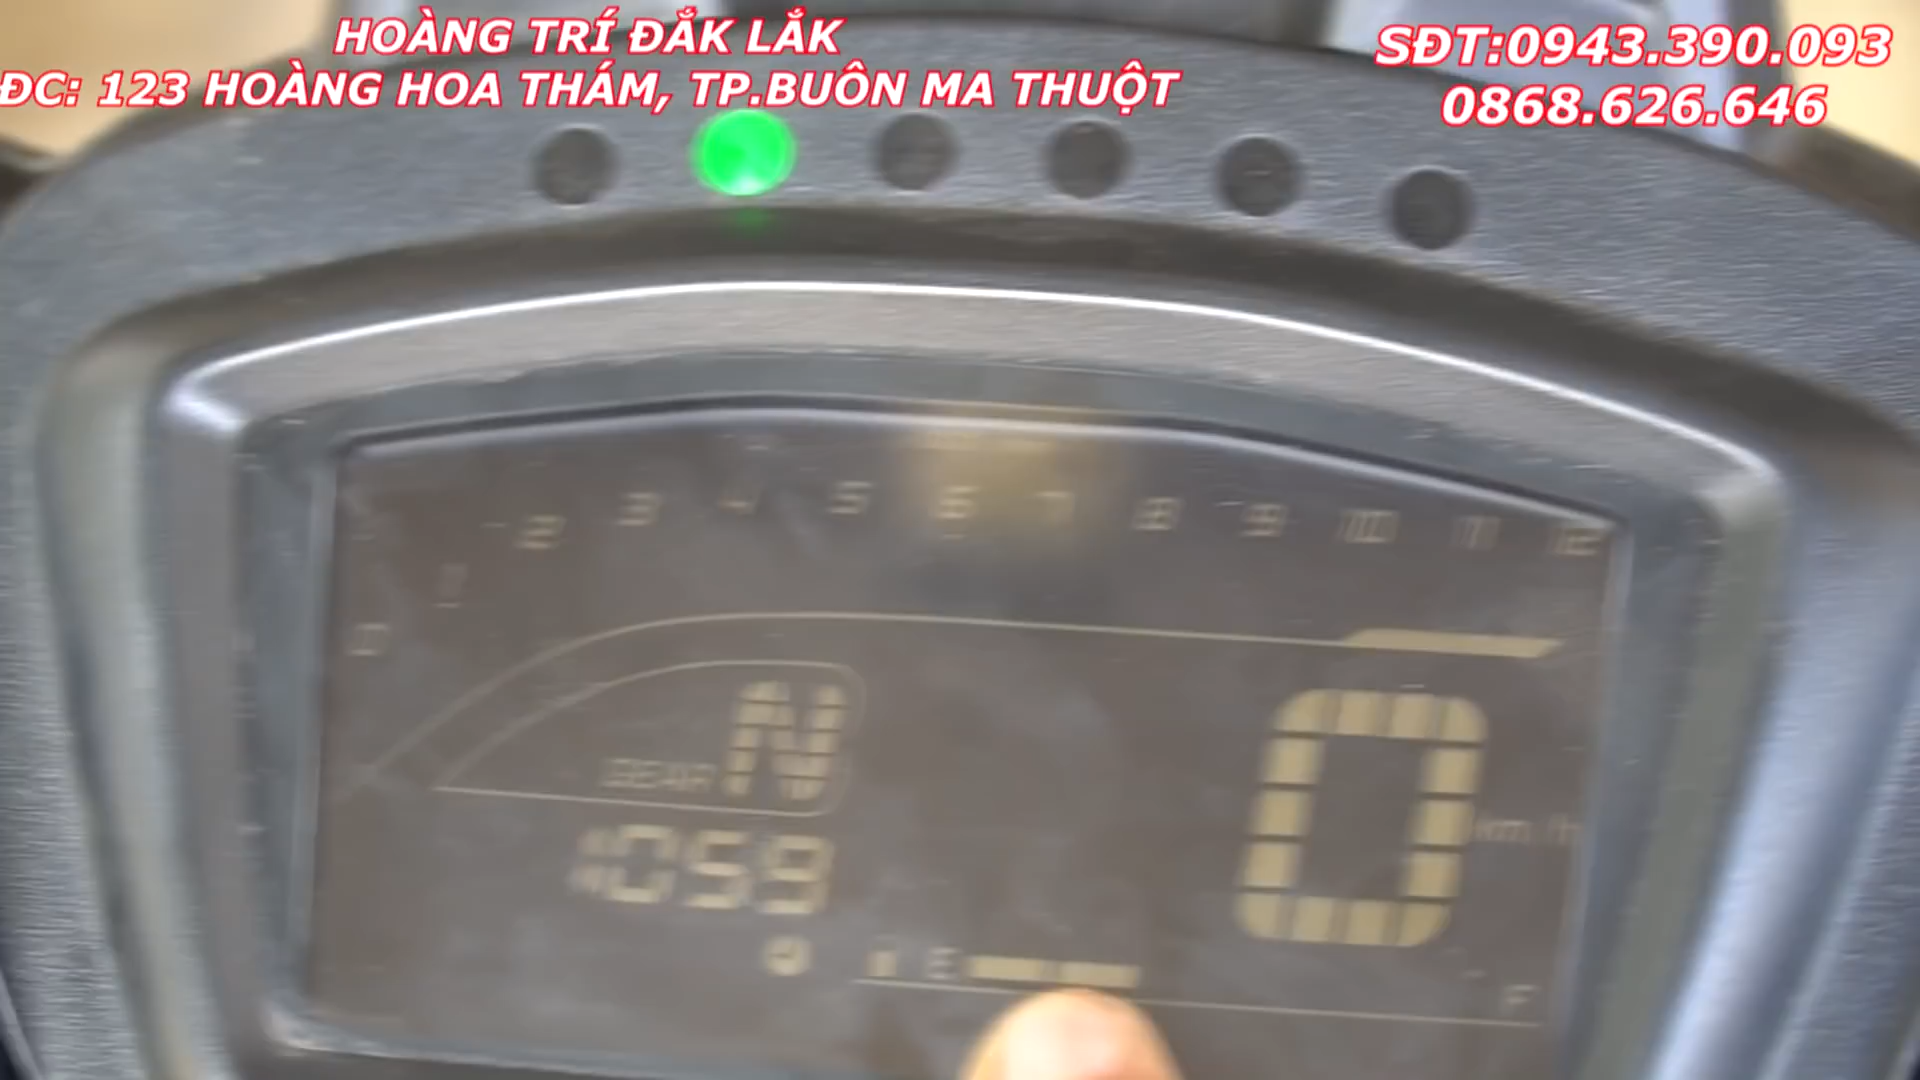 HOÀNG TRÍ ĐẮK LẮK
ĐC: 123 HOÀNG HOA THÁM, TP.BUÔN MA THUỘT
SĐT:0943.390.093
0868.626.646
0 1 2 3 4 5 6 7 8 9 10 11 12
GEAR N
0 km/h
E F